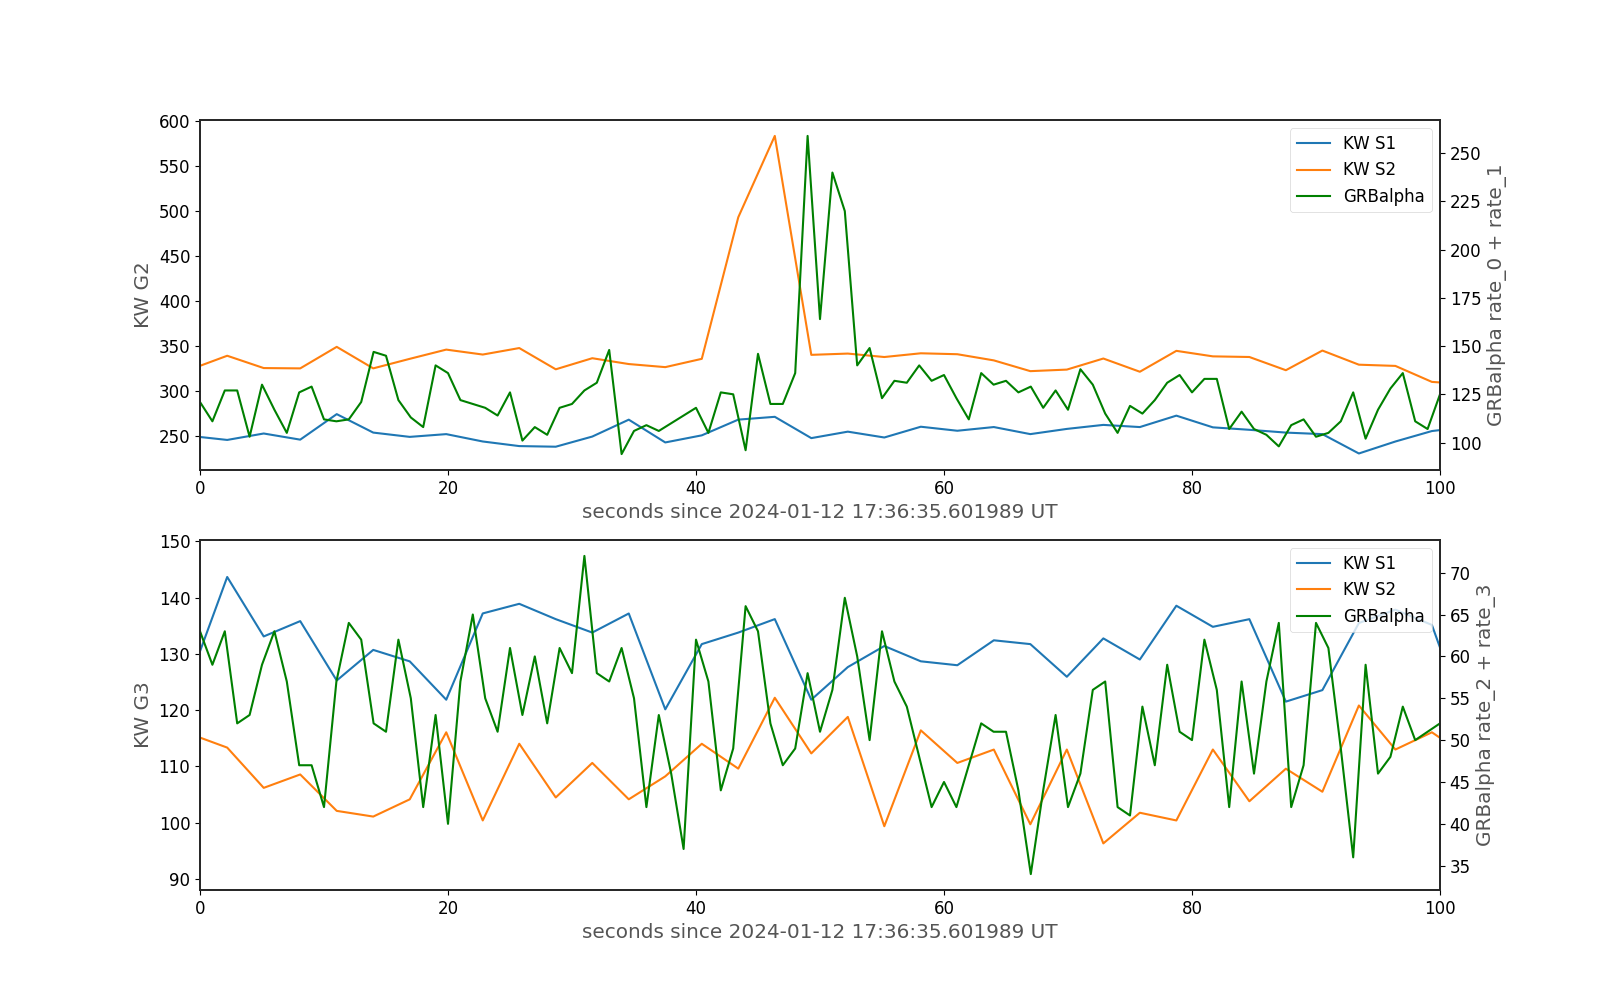 600
550
500
450
400
350
300
250
KW G2
KW S1
KW S2
GRBalpha
250
225
200
175
150
125
100
GRBalpha rate_0 + rate_1
0 20 40 60 80 100
seconds since 2024-01-12 17:36:35.601989 UT
150
140
130
120
110
100
90
KW G3
KW S1
KW S2
GRBalpha
70
65
60
55
50
45
40
35
GRBalpha rate_2 + rate_3
0 20 40 60 80 100
seconds since 2024-01-12 17:36:35.601989 UT